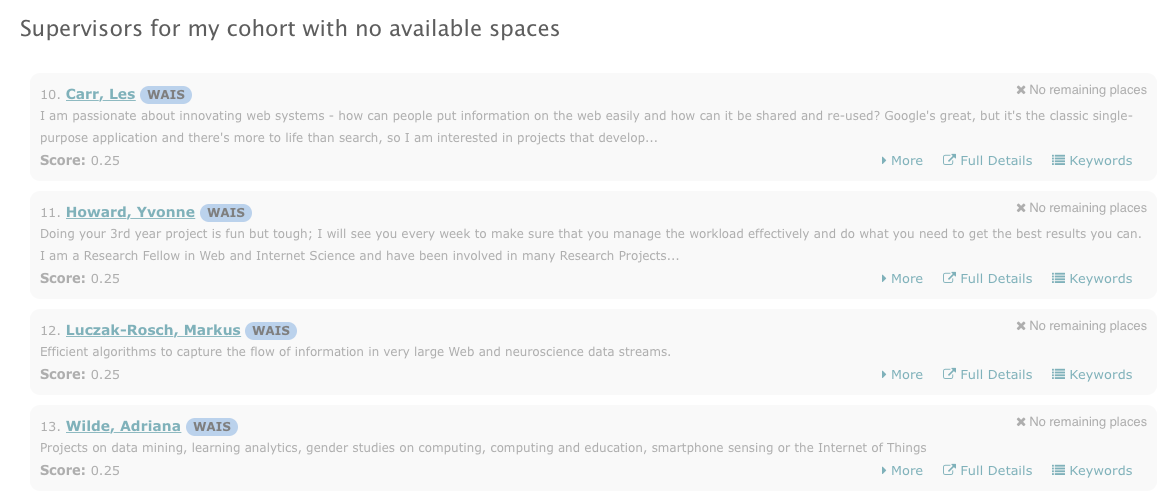 Supervisors for my cohort with no available spaces
10. Carr, Les WAIS
No remaining places
I am passionate about innovating web systems - how can people put information on the web easily and how can it be shared and re-used? Google's great, but it's the classic single-
purpose application and there's more to life than search, so I am interested in projects that develop...
Score: 0.25
More Full Details Keywords
11. Howard, Yvonne WAIS
No remaining places
Doing your 3rd year project is fun but tough; I will see you every week to make sure that you manage the workload effectively and do what you need to get the best results you can.
I am a Research Fellow in Web and Internet Science and have been involved in many Research Projects...
Score: 0.25
More Full Details Keywords
12. Luczak-Rosch, Markus WAIS
No remaining places
Efficient algorithms to capture the flow of information in very large Web and neuroscience data streams.
Score: 0.25
More Full Details Keywords
13. Wilde, Adriana WAIS
No remaining places
Projects on data mining, learning analytics, gender studies on computing, computing and education, smartphone sensing or the Internet of Things
Score: 0.25
More Full Details Keywords